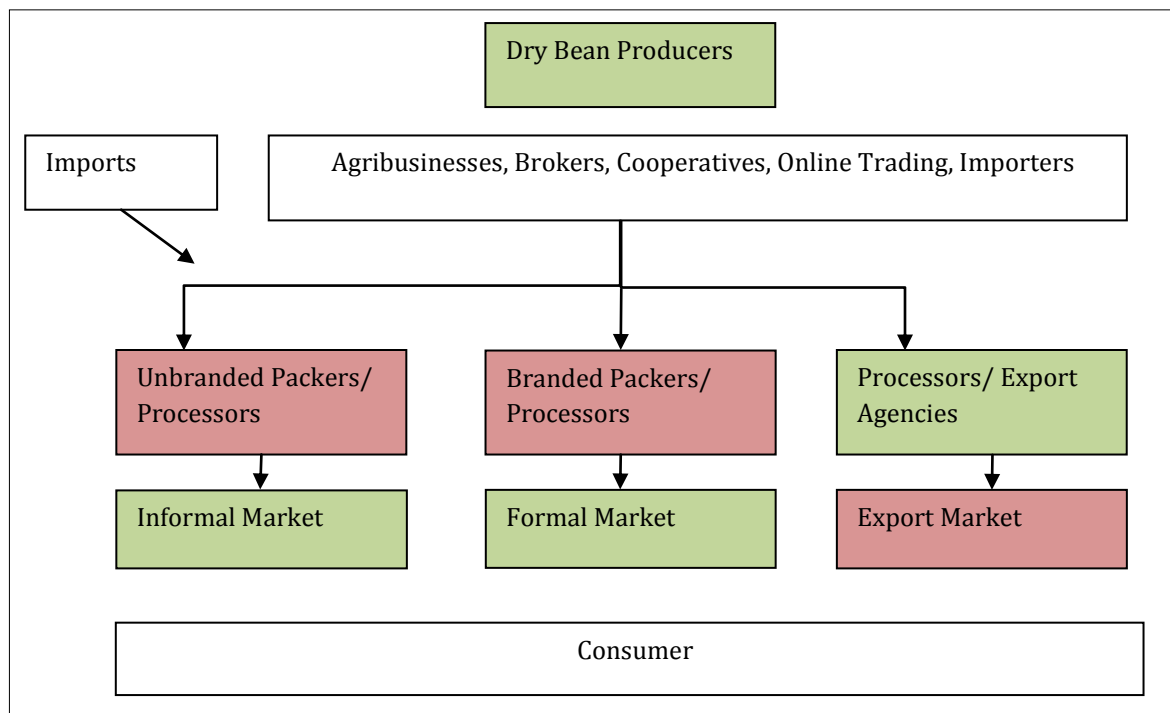 Dry Bean Producers
Imports
Agribusinesses, Brokers, Cooperatives, Online Trading, Importers
Unbranded Packers/
Processors
Branded Packers/
Processors
Processors/ Export
Agencies
Informal Market
Formal Market
Export Market
Consumer